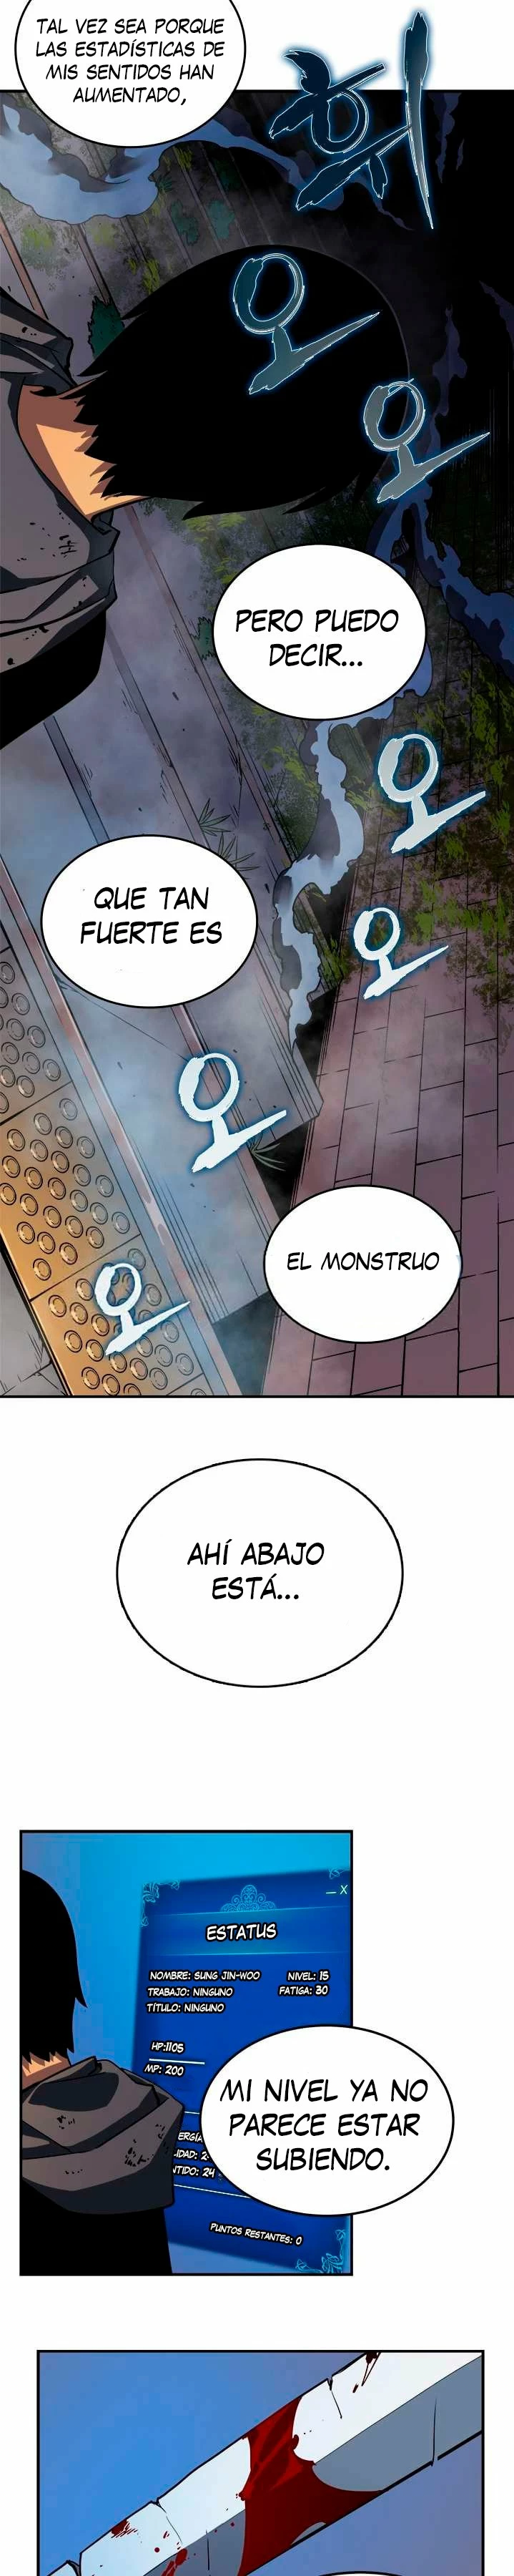 TAL VEZ SEA PORQUE
LAS ESTADÍSTICAS DE
MIS SENTIDOS HAN
AUMENTADO,
휘
오
오
PERO PUEDO
DECIR...
오
QUE TAN
FUERTE ES
오
오
EL MONSTRUO
오
AHÍ ABAJO
ESTÁ...
_ X
ESTATUS
NOMBRE: SUNG JIN-WOO NIVEL: 15
TRABAJO: NINGUNO FATIGA: 30
TÍTULO: NINGUNO
HP:1105
MP: 200
MI NIVEL YA NO
PARECE ESTAR
SUBIENDO.
PUNTOS RESTANTES: 0